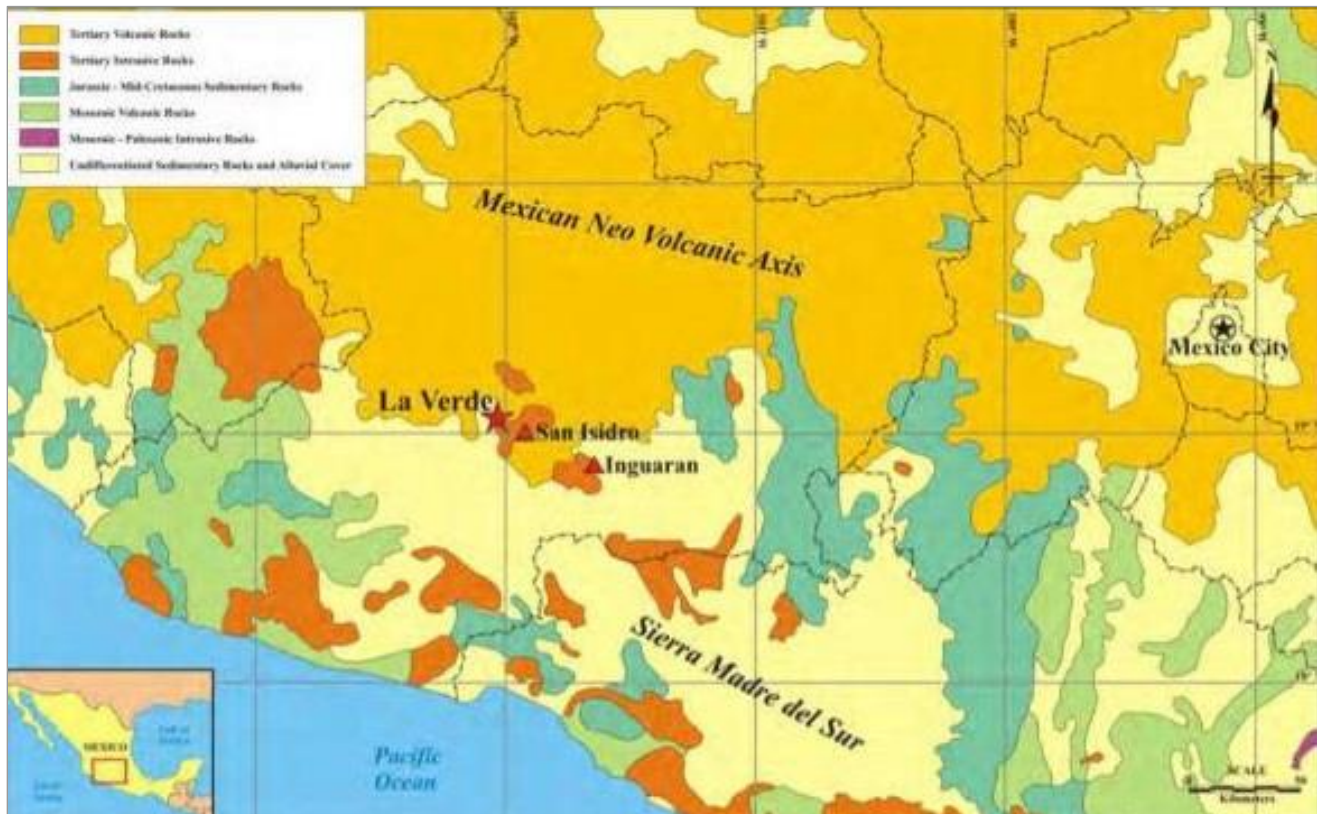 Tertiary Volcanic Rocks
Tertiary Intrusive Rocks
Jurassic - Mid-Cretaceous Sedimentary Rocks
Mesozoic Volcanic Rocks
Mesozoic - Paleozoic Intrusive Rocks
Undifferentiated Sedimentary Rocks and Alluvial Cover
N
Mexican Neo Volcanic Axis
Mexico City
La Verde
San Isidro
Inguaran
Sierra Madre del Sur
Pacific
Ocean
MEXICO
SCALE
0 50
Kilometers